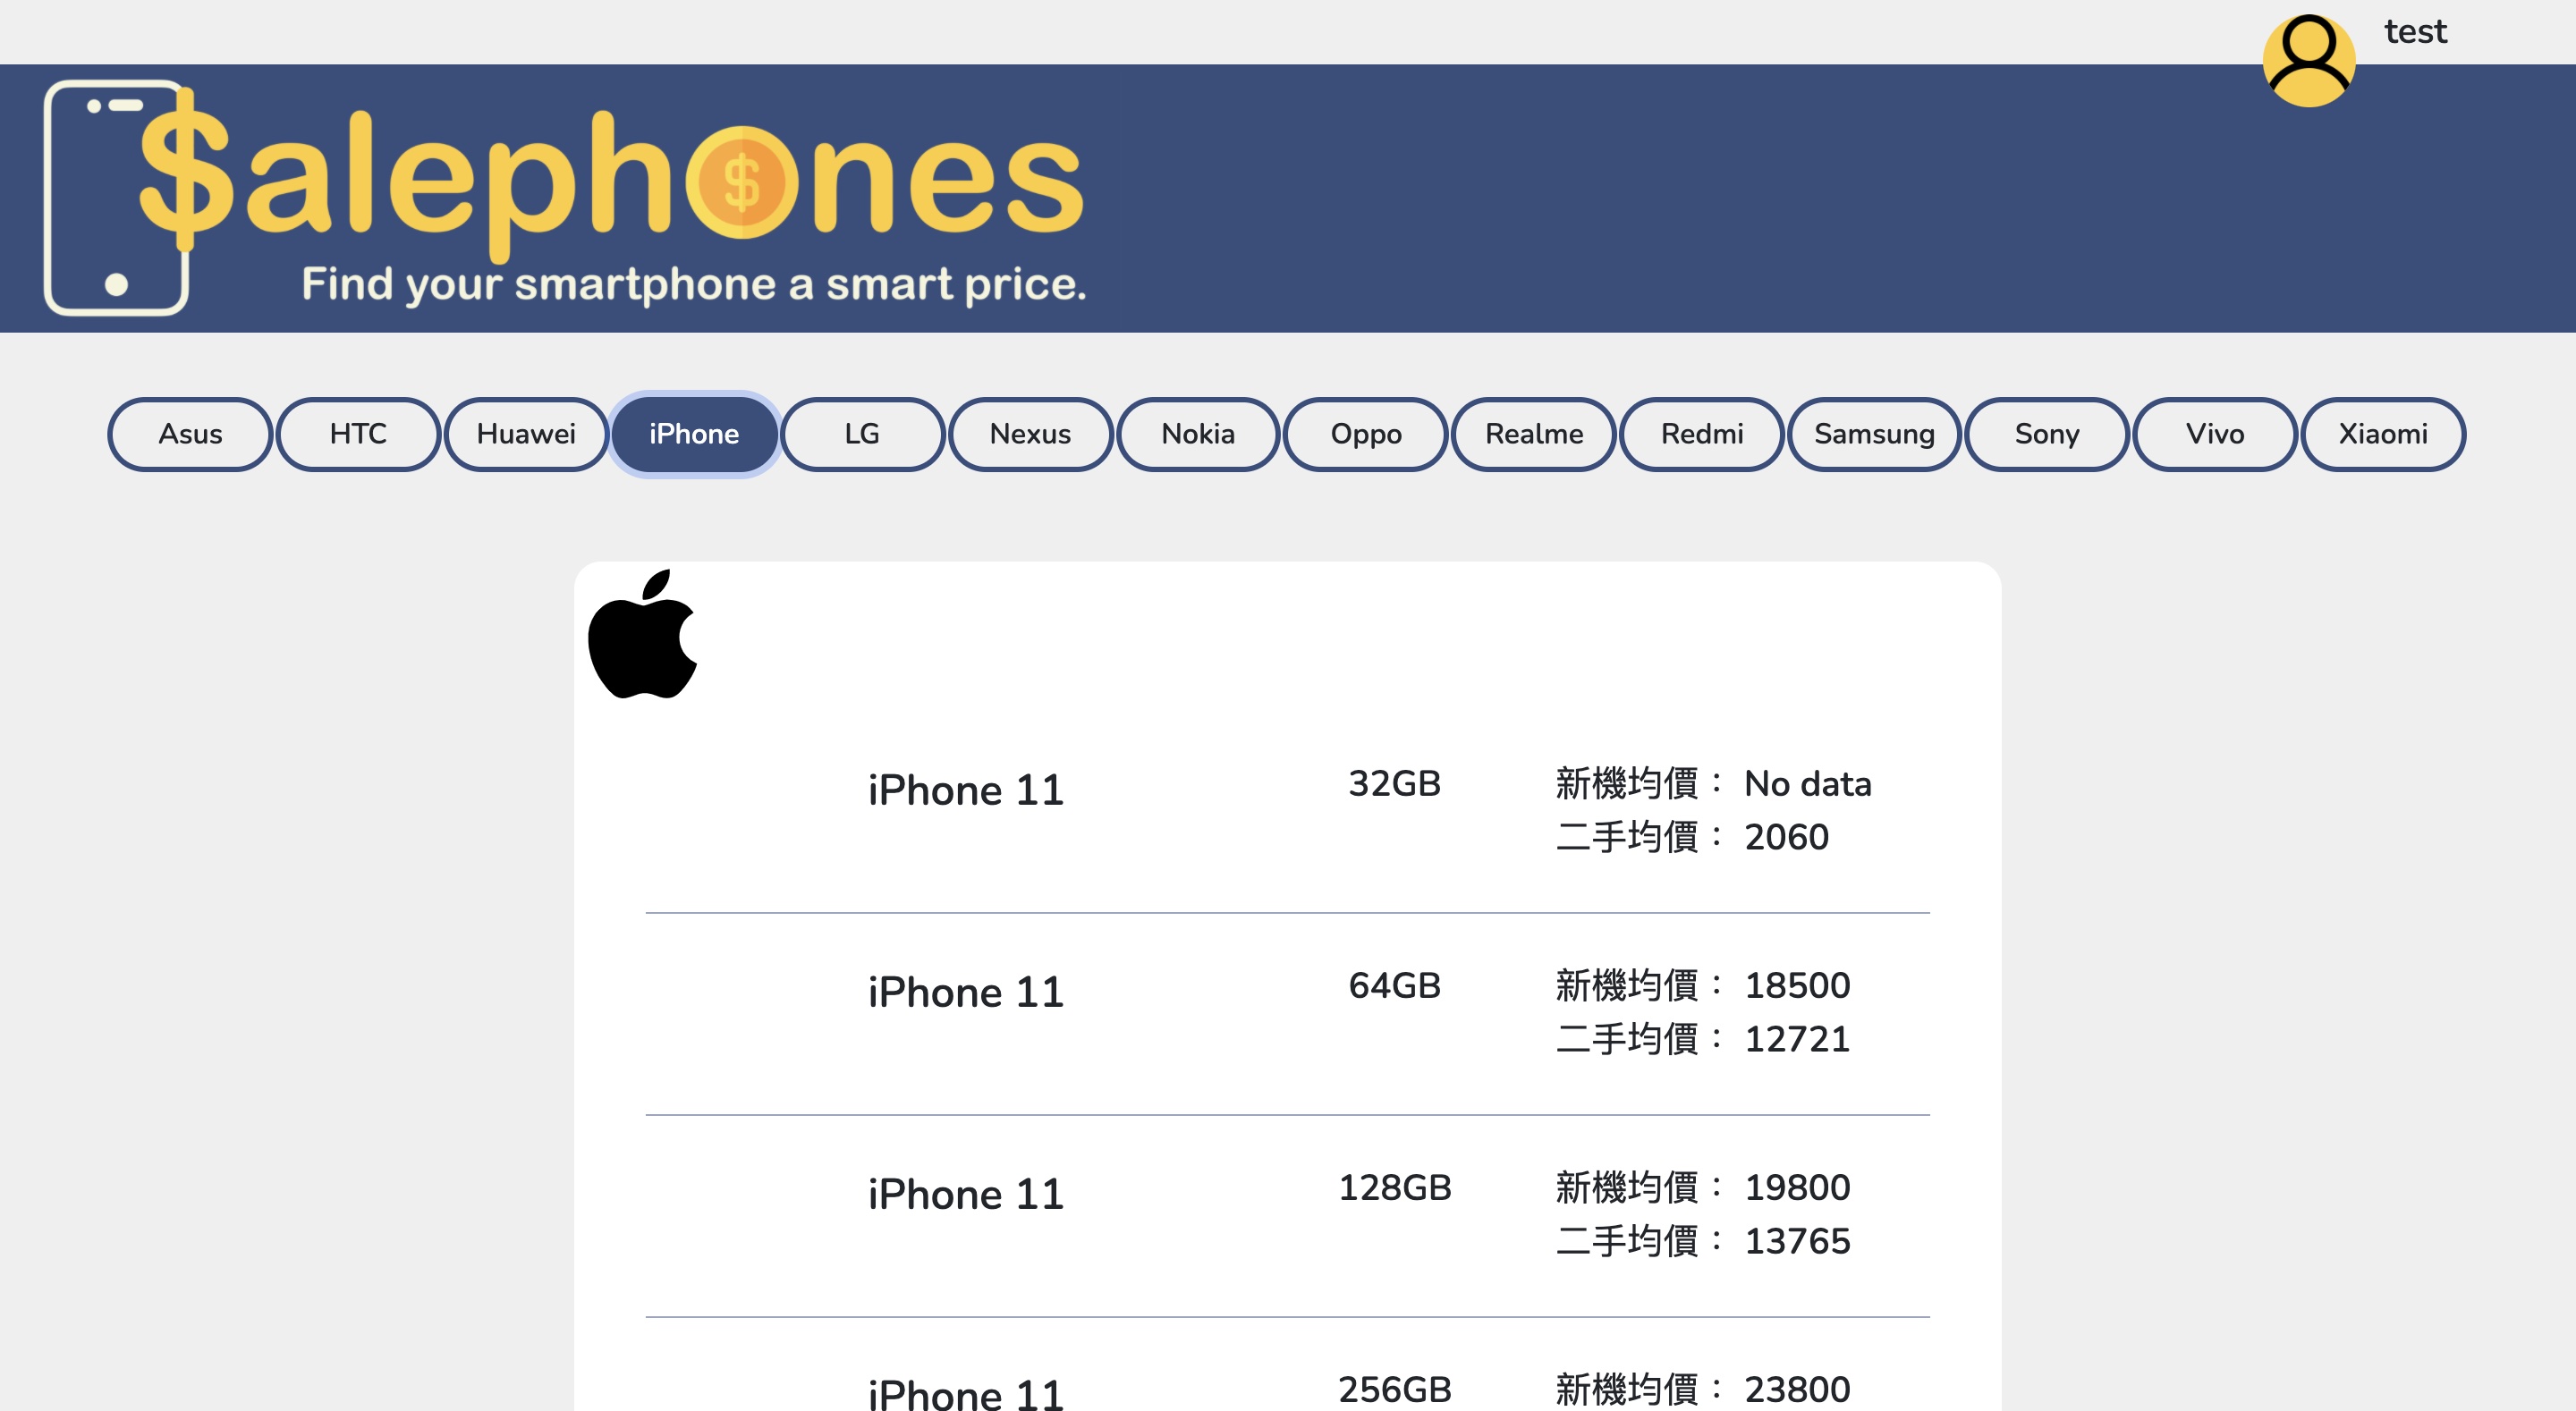 test
$alephones
Find your smartphone a smart price.
Asus HTC Huawei iPhone LG Nexus Nokia Oppo Realme Redmi Samsung Sony Vivo Xiaomi
iPhone 11 32GB 新機均價： No data
二手均價： 2060
iPhone 11 64GB 新機均價： 18500
二手均價： 12721
iPhone 11 128GB 新機均價： 19800
二手均價： 13765
iPhone 11 256GB 新機均價： 23800